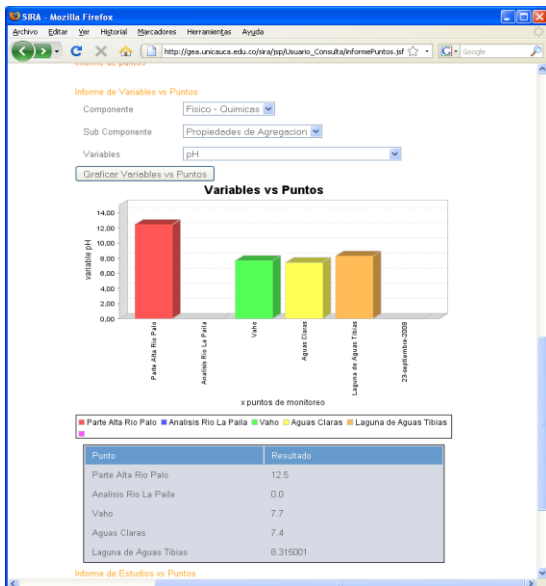 SIRA - Mozilla Firefox
Archivo Editar Ver Historial Marcadores Herramientas Ayuda
http://gea.unicauca.edu.co/sira/jsp/Usuario_Consulta/informePuntos.jsf
Google
Informe de puntos
Informe de Variables vs Puntos
Componente Fisico - Quimicas
Sub Componente Propiedades de Agregacion
Variables pH
Graficar Variables vs Puntos
Variables vs Puntos
14,00
12,00
10,00
8,00
6,00
4,00
2,00
0,00
variable pH
Parte Alta Rio Palo
Analisis Rio La Paila
Vaho
Aguas Claras
Laguna de Aguas Tibias
23-septiembre-2008
x puntos de monitoreo
Parte Alta Rio Palo Analisis Rio La Paila Vaho Aguas Claras Laguna de Aguas Tibias
Punto Resultado
Parte Alta Rio Palo 12.5
Analisis Rio La Paila 0.0
Vaho 7.7
Aguas Claras 7.4
Laguna de Aguas Tibias 8.315001
Informe de Estudios vs Puntos